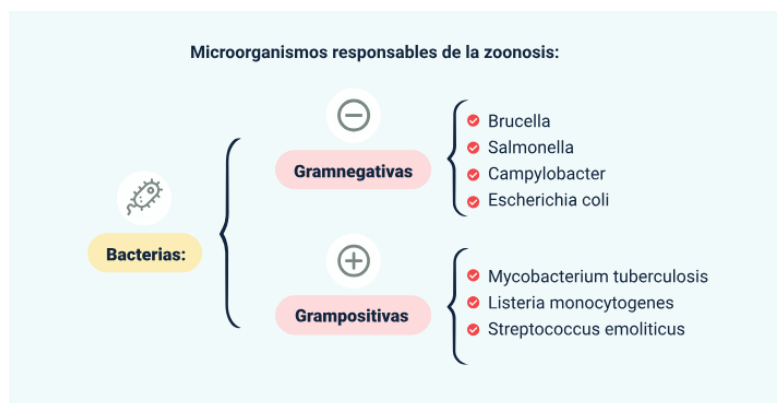 Microorganismos responsables de la zoonosis:
Bacterias:
Gramnegativas
Brucella
Salmonella
Campylobacter
Escherichia coli
Grampositivas
Mycobacterium tuberculosis
Listeria monocytogenes
Streptococcus emoliticus